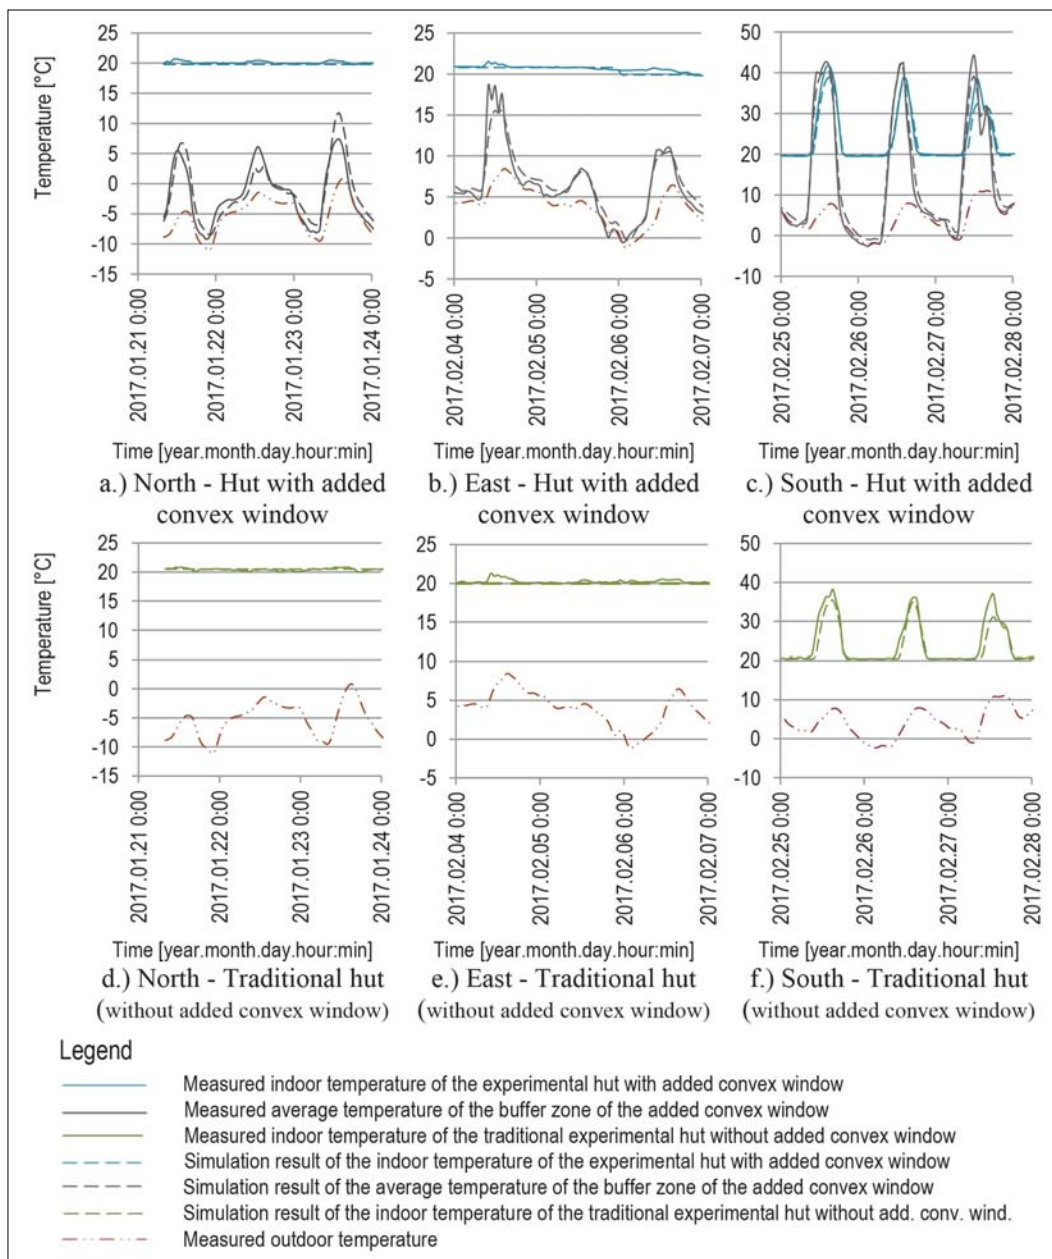 25 25 50
20 20 40
15 15 30
10 10 20
5 5 10
0 0 0
-5 -5 -10
-10
-15
Temperature [°C]
2017.01.21 0:00 2017.01.22 0:00 2017.01.23 0:00 2017.01.24 0:00
2017.02.04 0:00 2017.02.05 0:00 2017.02.06 0:00 2017.02.07 0:00
2017.02.25 0:00 2017.02.26 0:00 2017.02.27 0:00 2017.02.28 0:00
Time [year.month.day.hour:min] Time [year.month.day.hour:min] Time [year.month.day.hour:min]
a.) North - Hut with added b.) East - Hut with added c.) South - Hut with added
convex window convex window convex window
25 25 50
20 20 40
15 15 30
10 10 20
5 5 10
0 0 0
-5 -5 -10
-10
-15
Temperature [°C]
2017.01.21 0:00 2017.01.22 0:00 2017.01.23 0:00 2017.01.24 0:00
2017.02.04 0:00 2017.02.05 0:00 2017.02.06 0:00 2017.02.07 0:00
2017.02.25 0:00 2017.02.26 0:00 2017.02.27 0:00 2017.02.28 0:00
Time [year.month.day.hour:min] Time [year.month.day.hour:min] Time [year.month.day.hour:min]
d.) North - Traditional hut e.) East - Traditional hut f.) South - Traditional hut
(without added convex window) (without added convex window) (without added convex window)
Legend
Measured indoor temperature of the experimental hut with added convex window
Measured average temperature of the buffer zone of the added convex window
Measured indoor temperature of the traditional experimental hut without added convex window
Simulation result of the indoor temperature of the experimental hut with added convex window
Simulation result of the average temperature of the buffer zone of the added convex window
Simulation result of the indoor temperature of the traditional experimental hut without add. conv. wind.
Measured outdoor temperature